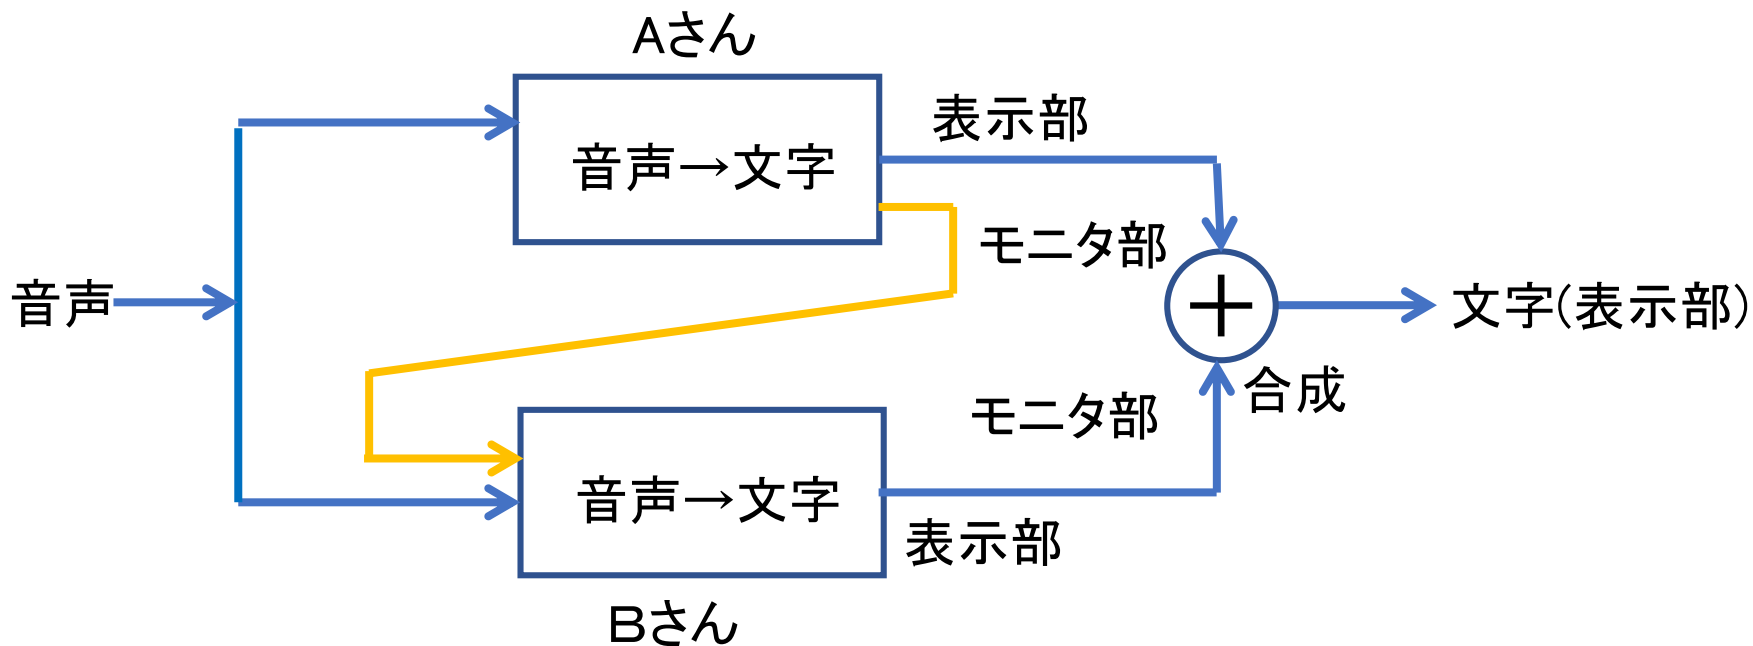 Aさん
音声→文字
表示部
モニタ部
音声
＋
文字(表示部)
合成
モニタ部
音声→文字
表示部
Bさん